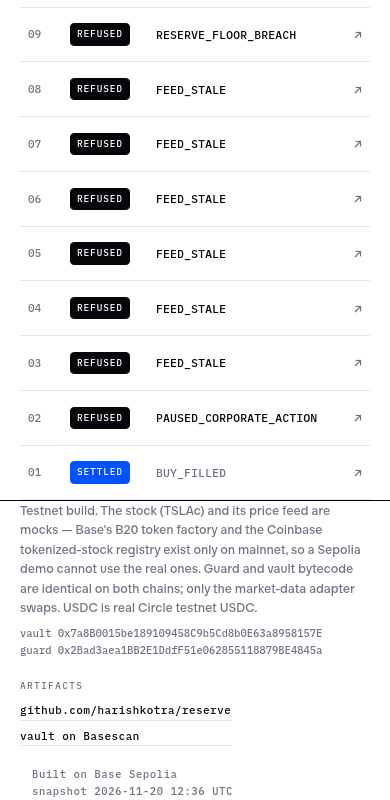 09 REFUSED RESERVE_FLOOR_BREACH ↗
08 REFUSED FEED_STALE ↗
07 REFUSED FEED_STALE ↗
06 REFUSED FEED_STALE ↗
05 REFUSED FEED_STALE ↗
04 REFUSED FEED_STALE ↗
03 REFUSED FEED_STALE ↗
02 REFUSED PAUSED_CORPORATE_ACTION ↗
01 SETTLED BUY_FILLED ↗
Testnet build. The stock (TSLAc) and its price feed are
mocks — Base's B20 token factory and the Coinbase
tokenized-stock registry exist only on mainnet, so a Sepolia
demo cannot use the real ones. Guard and vault bytecode
are identical on both chains; only the market-data adapter
swaps. USDC is real Circle testnet USDC.
vault 0x7a8B0015be189109458C9b5Cd8b0E63a8958157E
guard 0x2Bad3aea1BB2E1DdfF51e062855118879BE4845a
ARTIFACTS
github.com/harishkotra/reserve
vault on Basescan
Built on Base Sepolia
snapshot 2026-11-20 12:36 UTC